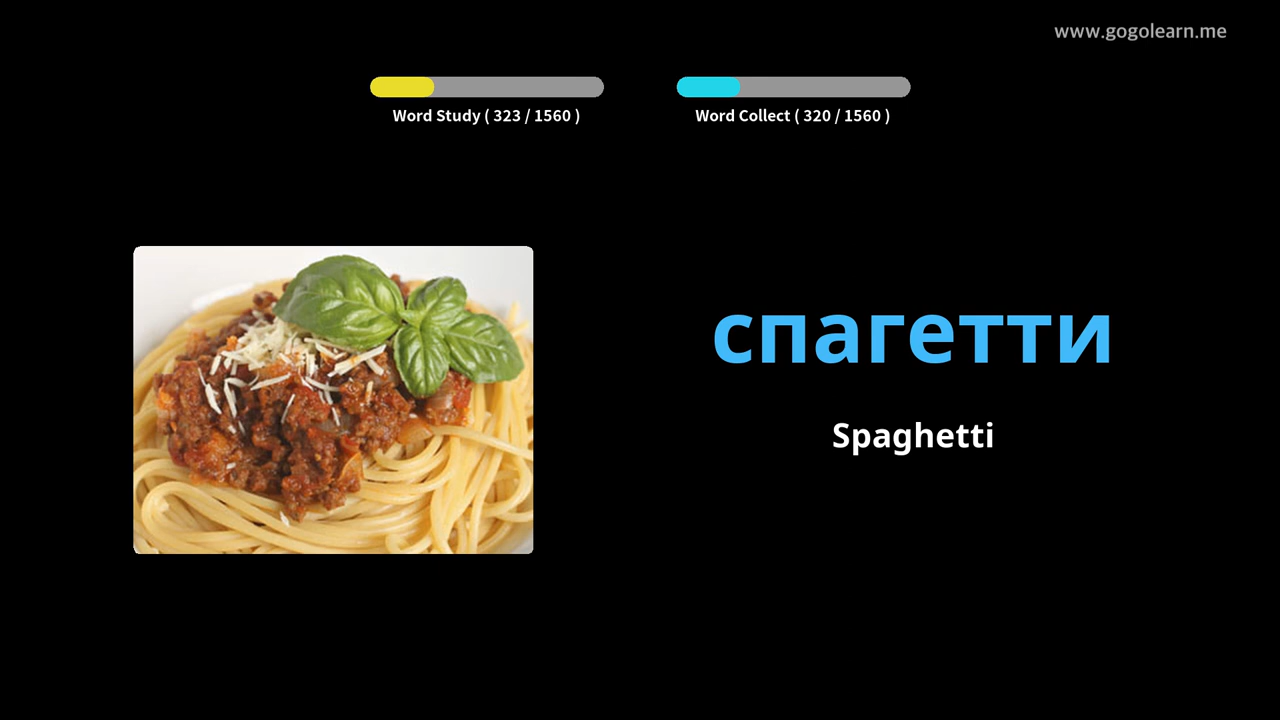 www.gogolearn.me
Word Study ( 323 / 1560 )
Word Collect ( 320 / 1560 )
спагетти
Spaghetti